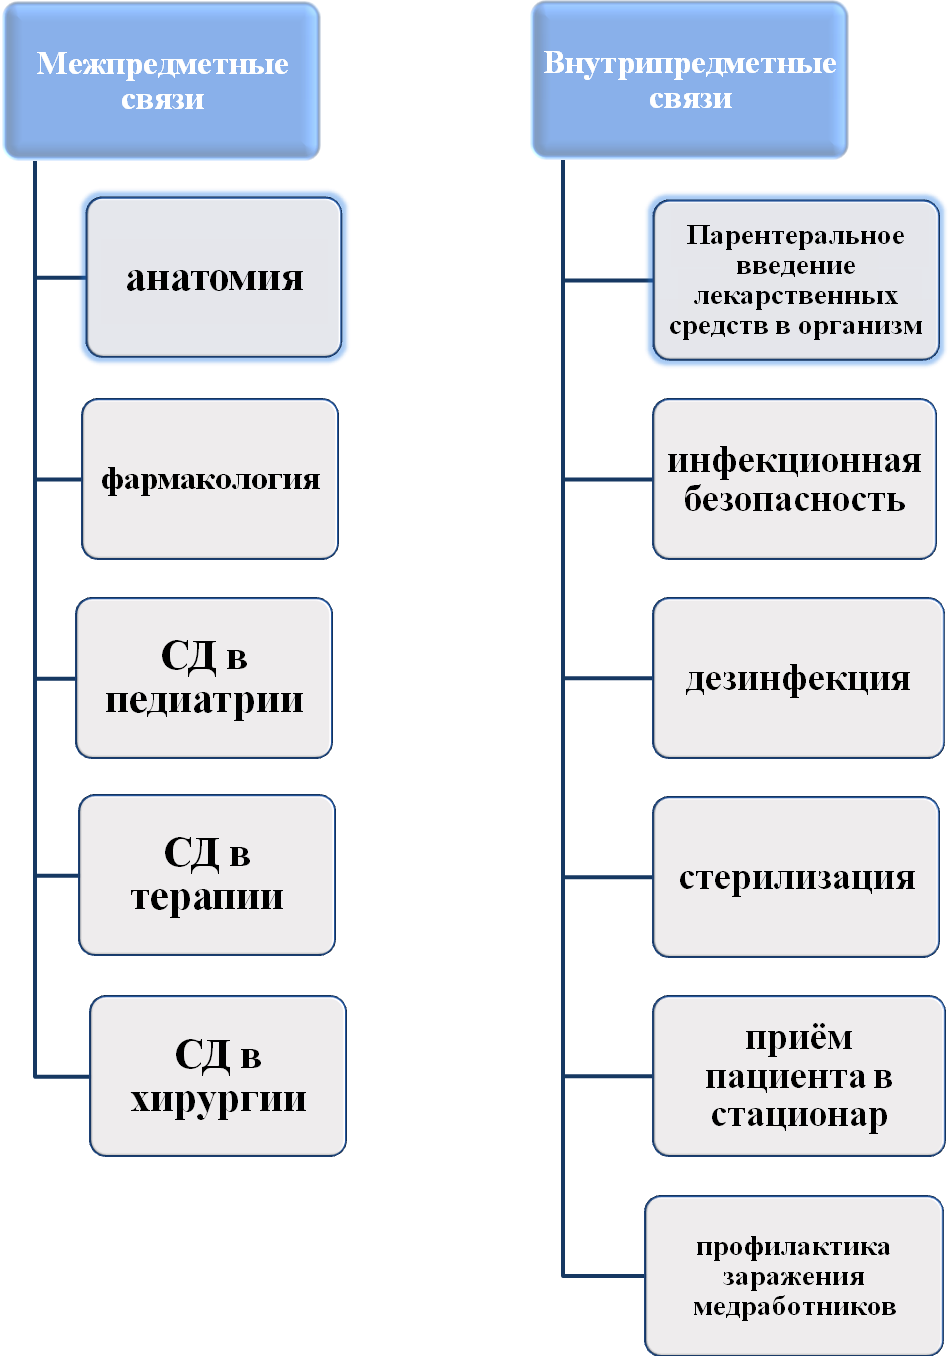 Межпредметные
связи
анатомия
фармакология
СД в
педиатрии
СД в
терапии
СД в
хирургии
Внутрипредметные
связи
Парентеральное
введение
лекарственных
средств в организм
инфекционная
безопасность
дезинфекция
стерилизация
приём
пациента в
стационар
профилактика
заражения
медработников